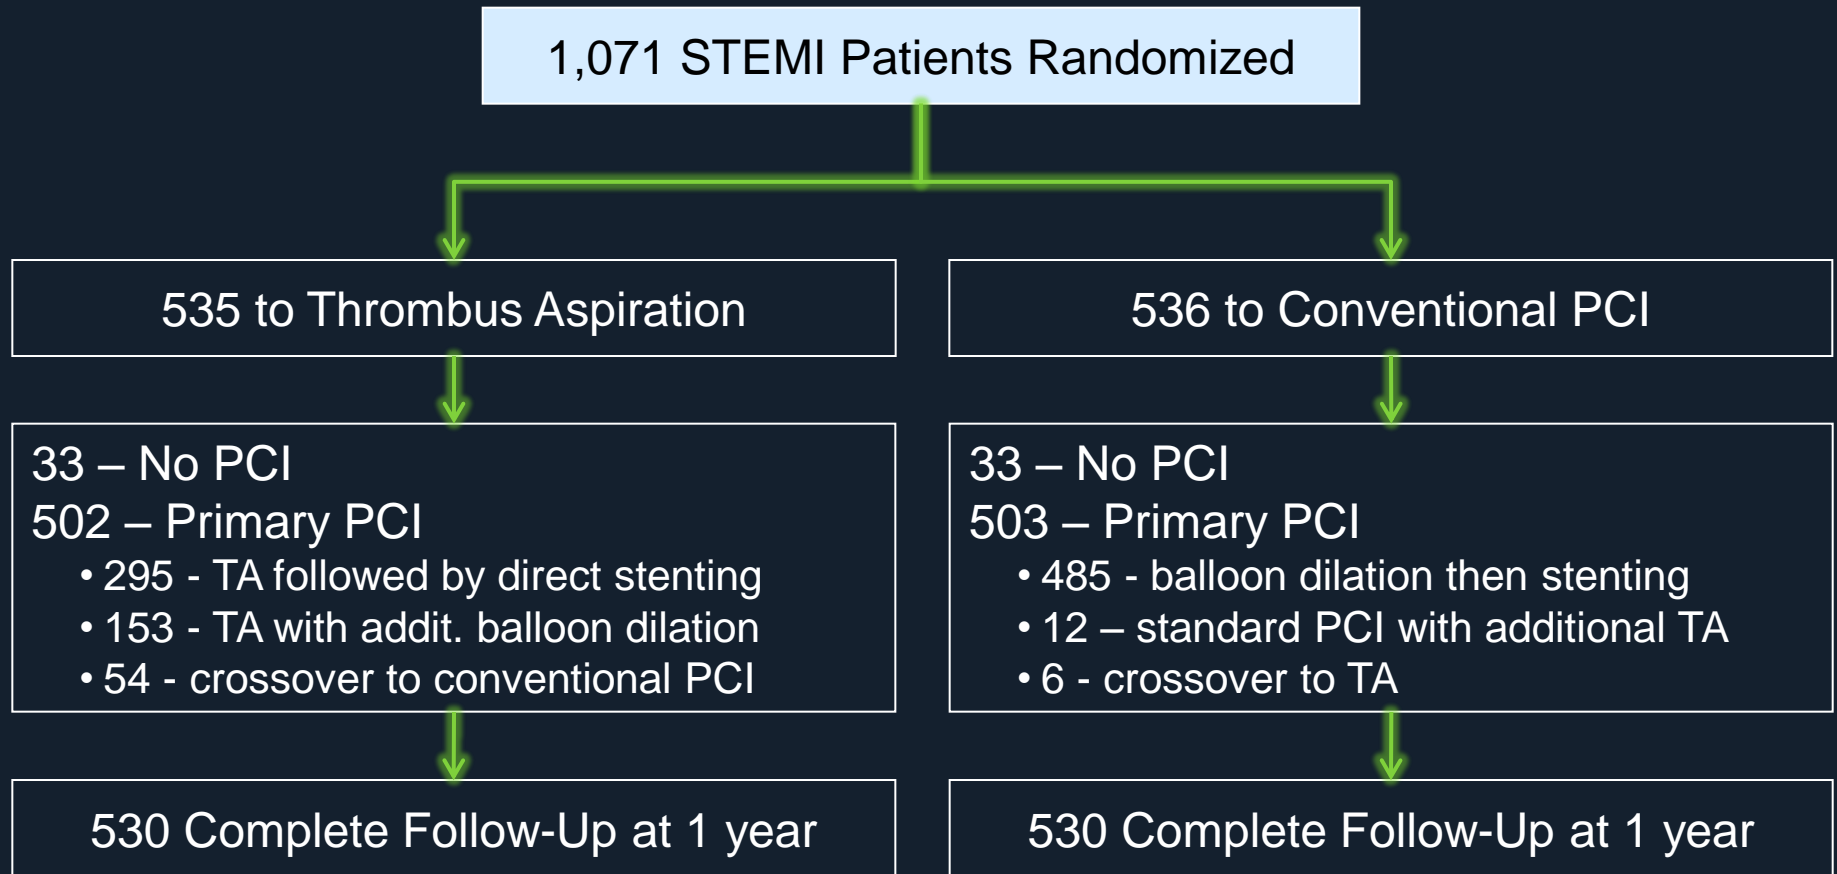 1,071 STEMI Patients Randomized
535 to Thrombus Aspiration
536 to Conventional PCI
33 – No PCI
502 – Primary PCI
• 295 - TA followed by direct stenting
• 153 - TA with addit. balloon dilation
• 54 - crossover to conventional PCI
33 – No PCI
503 – Primary PCI
• 485 - balloon dilation then stenting
• 12 – standard PCI with additional TA
• 6 - crossover to TA
530 Complete Follow-Up at 1 year
530 Complete Follow-Up at 1 year